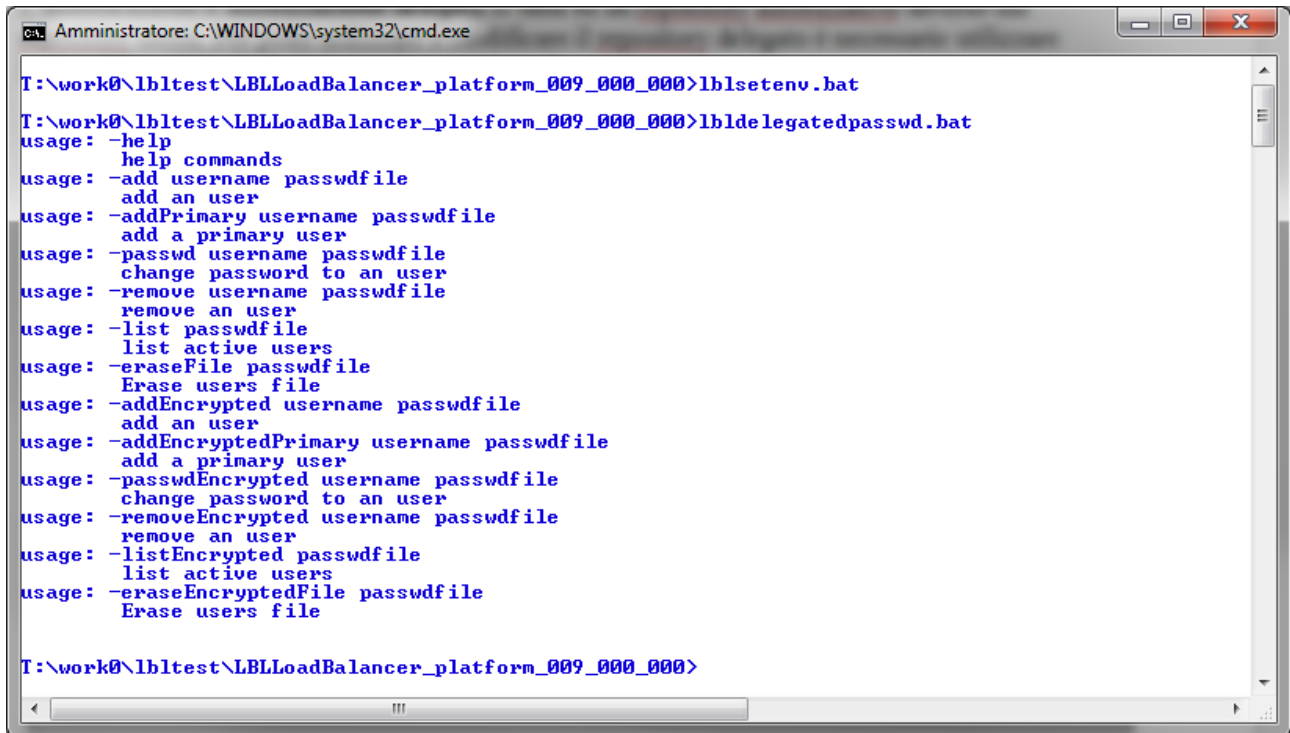 Amministratore: C:\WINDOWS\system32\cmd.exe
T:\work0\lbltest\LBLLoadBalancer_platform_009_000_000>lblsetenv.bat
T:\work0\lbltest\LBLLoadBalancer_platform_009_000_000>lbldelegatedpasswd.bat
usage: -help
help commands
usage: -add username passwdfile
add an user
usage: -addPrimary username passwdfile
add a primary user
usage: -passwd username passwdfile
change password to an user
usage: -remove username passwdfile
remove an user
usage: -list passwdfile
list active users
usage: -eraseFile passwdfile
Erase users file
usage: -addEncrypted username passwdfile
add an user
usage: -addEncryptedPrimary username passwdfile
add a primary user
usage: -passwdEncrypted username passwdfile
change password to an user
usage: -removeEncrypted username passwdfile
remove an user
usage: -listEncrypted passwdfile
list active users
usage: -eraseEncryptedFile passwdfile
Erase users file
T:\work0\lbltest\LBLLoadBalancer_platform_009_000_000>